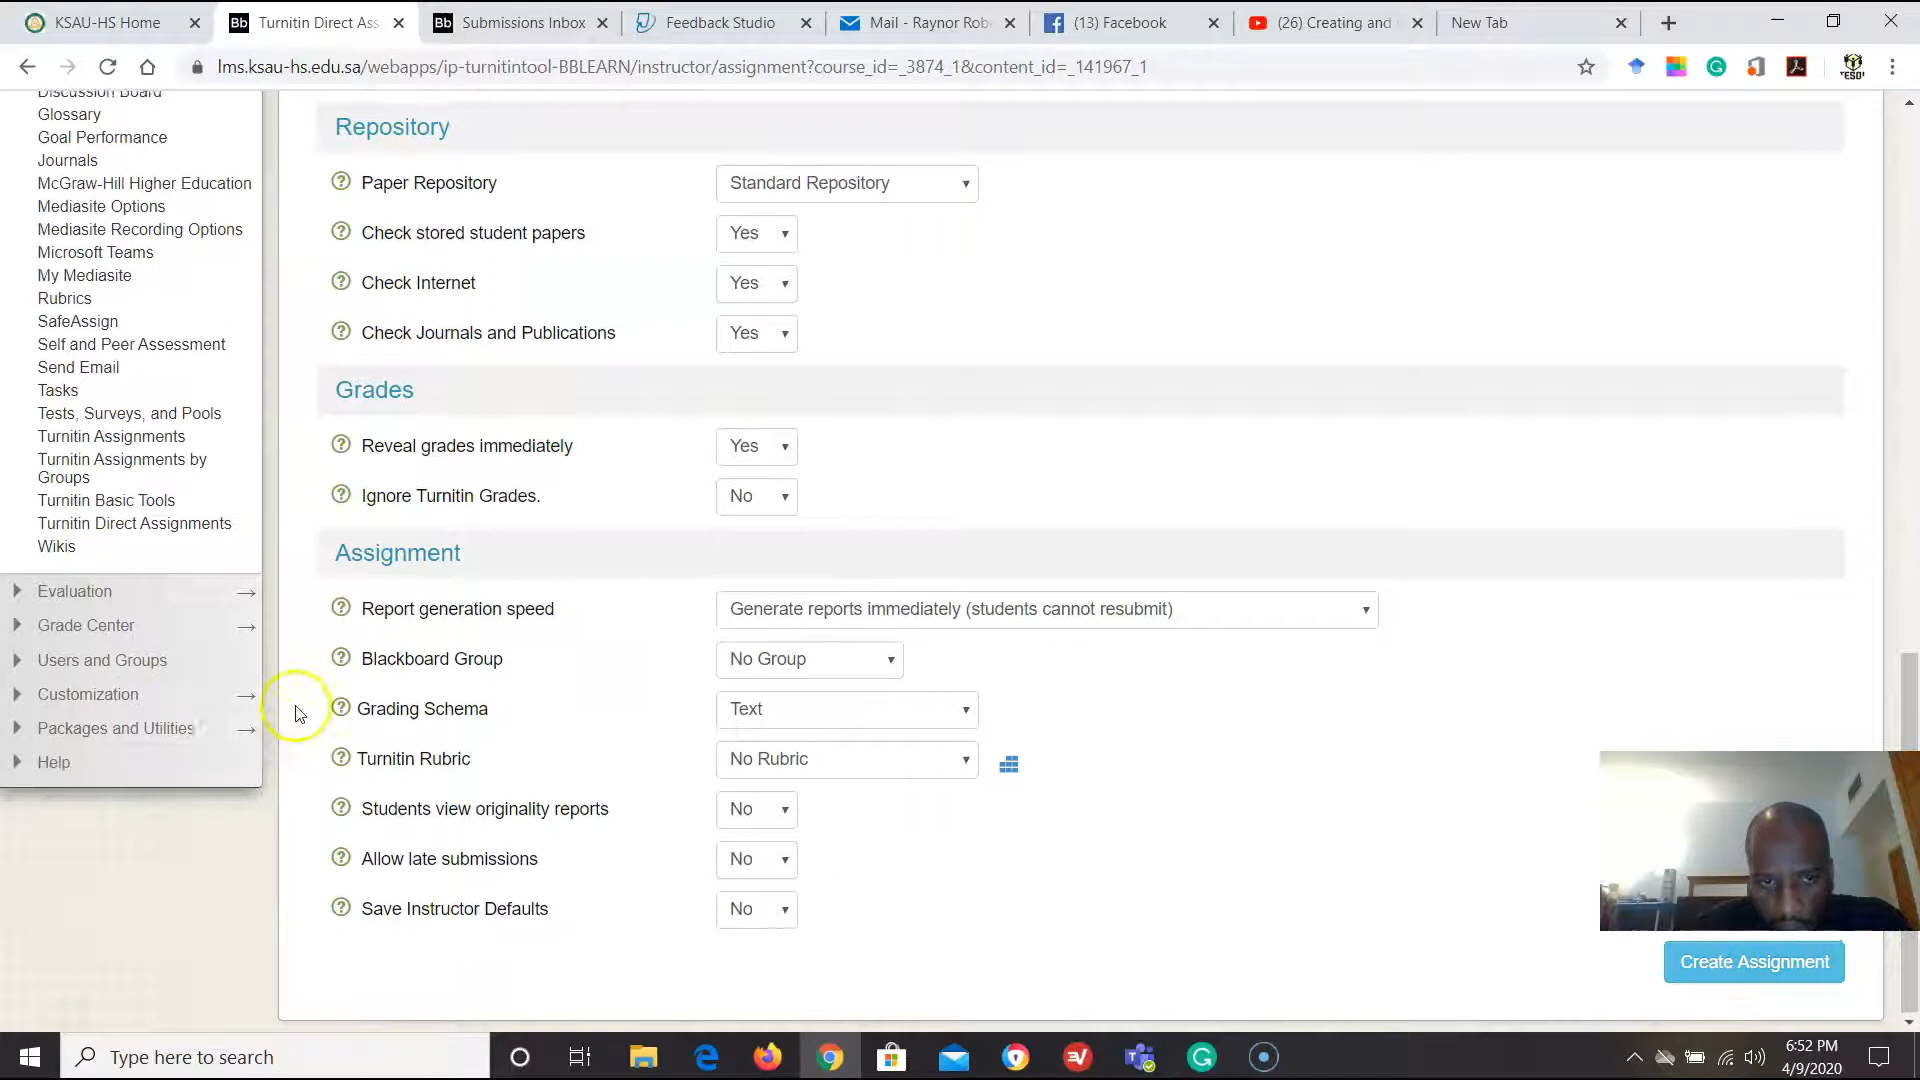 KSAU-HS Home
Turnitin Direct Ass
Submissions Inbox
Feedback Studio
Mail - Raynor Rob
(13) Facebook
(26) Creating and
New Tab
lms.ksau-hs.edu.sa/webapps/ip-turnitintool-BBLEARN/instructor/assignment?course_id=_3874_1&content_id=_141967_1
Discussion Board
Glossary
Goal Performance
Journals
McGraw-Hill Higher Education
Mediasite Options
Mediasite Recording Options
Microsoft Teams
My Mediasite
Rubrics
SafeAssign
Self and Peer Assessment
Send Email
Tasks
Tests, Surveys, and Pools
Turnitin Assignments
Turnitin Assignments by
Groups
Turnitin Basic Tools
Turnitin Direct Assignments
Wikis
Evaluation
Grade Center
Users and Groups
Customization
Packages and Utilities
Help
Repository
Paper Repository Standard Repository
Check stored student papers Yes
Check Internet Yes
Check Journals and Publications Yes
Grades
Reveal grades immediately Yes
Ignore Turnitin Grades. No
Assignment
Report generation speed Generate reports immediately (students cannot resubmit)
Blackboard Group No Group
Grading Schema Text
Turnitin Rubric No Rubric
Students view originality reports No
Allow late submissions No
Save Instructor Defaults No
Create Assignment
Type here to search
6:52 PM
4/9/2020